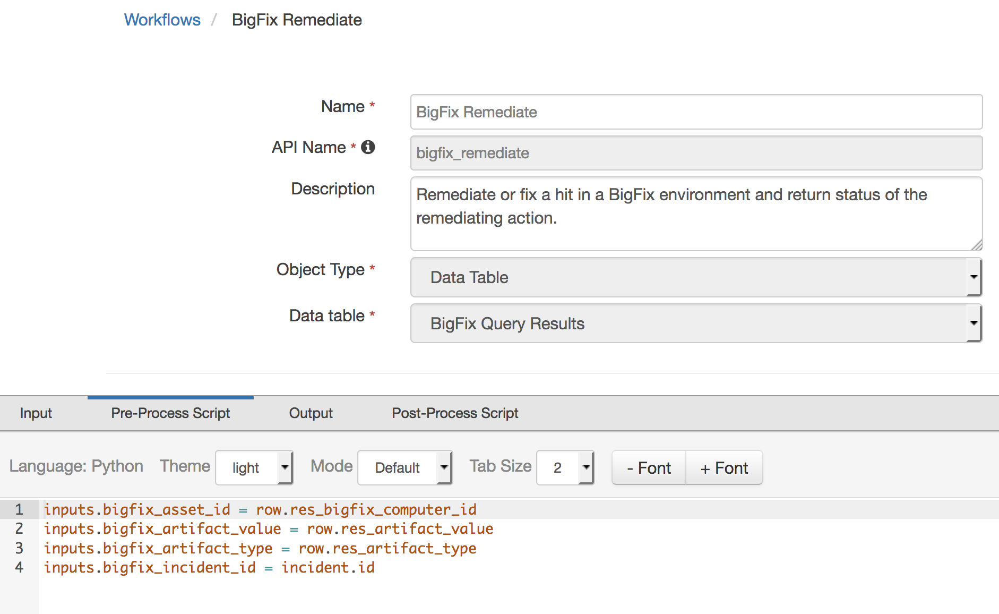 Workflows / BigFix Remediate
Name * BigFix Remediate
API Name * bigfix_remediate
Description Remediate or fix a hit in a BigFix environment and return status of the
remediating action.
Object Type * Data Table
Data table * BigFix Query Results
Input Pre-Process Script Output Post-Process Script
Language: Python Theme light Mode Default Tab Size 2 - Font + Font
1 inputs.bigfix_asset_id = row.res_bigfix_computer_id
2 inputs.bigfix_artifact_value = row.res_artifact_value
3 inputs.bigfix_artifact_type = row.res_artifact_type
4 inputs.bigfix_incident_id = incident.id